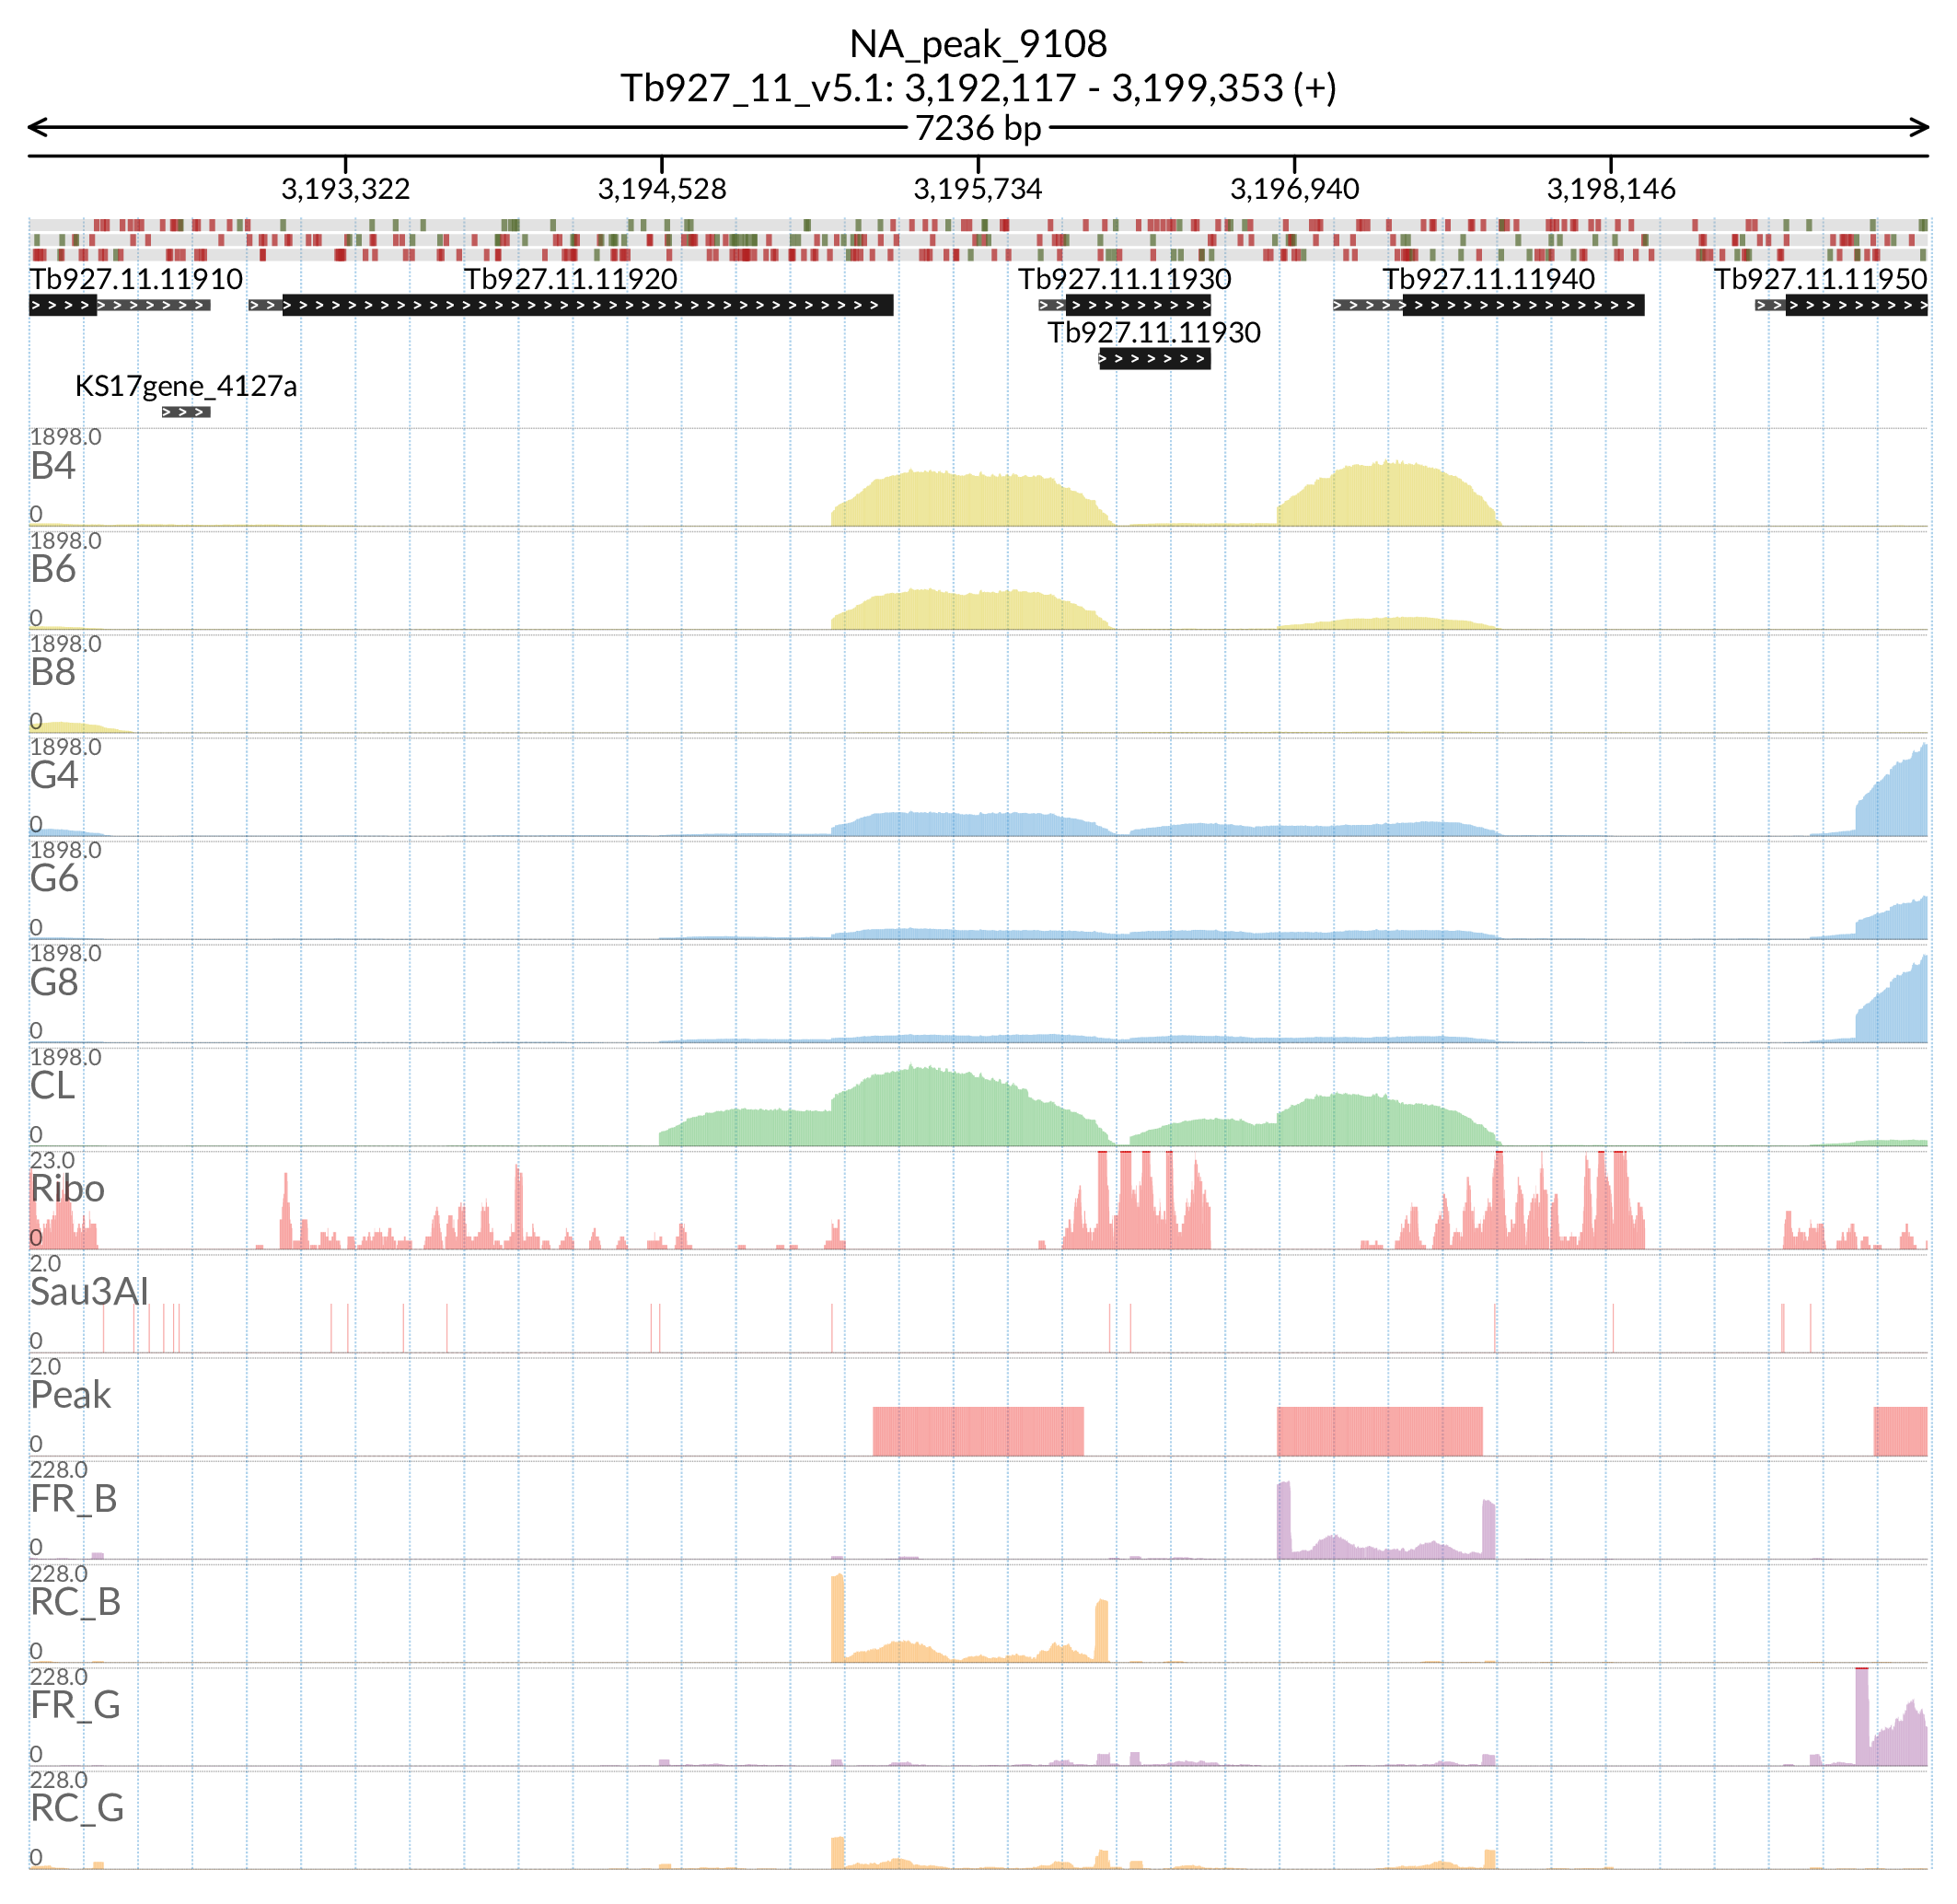 NA_peak_9108
Tb927_11_v5.1: 3,192,117 - 3,199,353 (+)
7236 bp
3,193,322 3,194,528 3,195,734 3,196,940 3,198,146
Tb927.11.11910 Tb927.11.11920 Tb927.11.11930 Tb927.11.11940 Tb927.11.11950
Tb927.11.11930
KS17gene_4127a
1898.0
B4
0
1898.0
B6
0
1898.0
B8
0
1898.0
G4
0
1898.0
G6
0
1898.0
G8
0
1898.0
CL
0
23.0
Ribo
0
2.0
Sau3AI
0
2.0
Peak
0
228.0
FR_B
0
228.0
RC_B
0
228.0
FR_G
0
228.0
RC_G
0